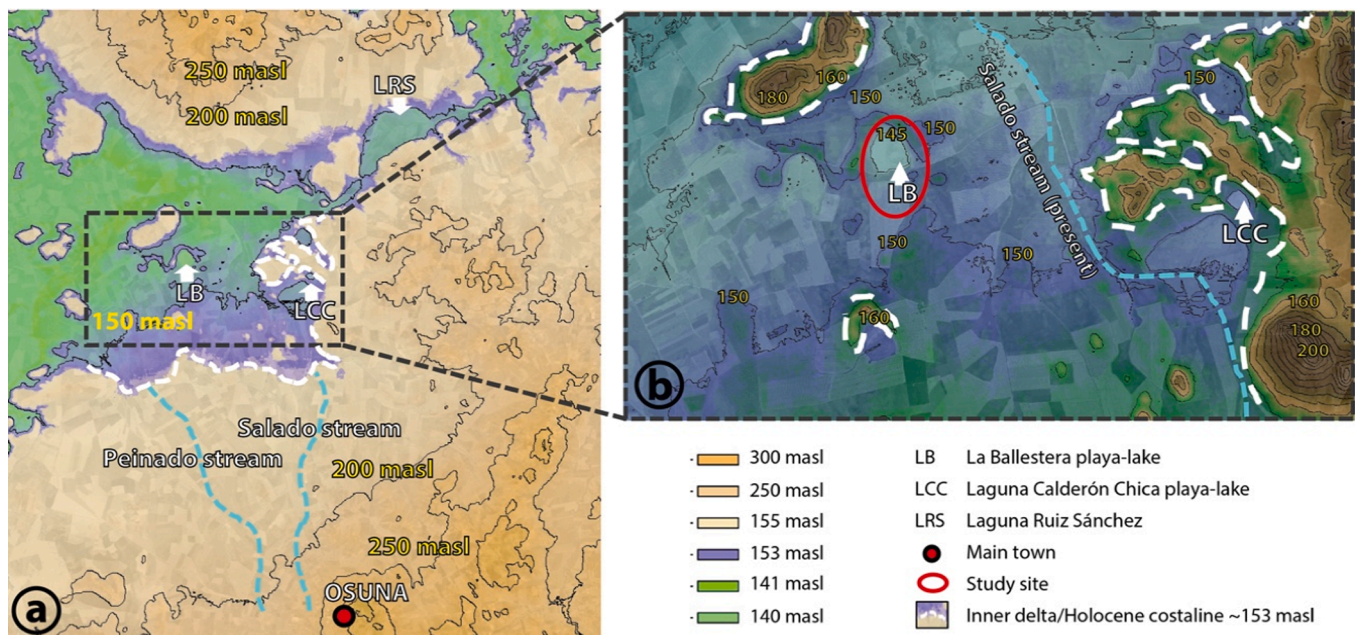 250 masl
200 masl
LRS
LB
LCC
150 masl
Salado stream
Peinado stream
200 masl
250 masl
OSUNA
a
160
180
150
150
145
150
LB
Salado stream (present)
LCC
150
150
150
160
160
180
200
b
300 masl
250 masl
155 masl
153 masl
141 masl
140 masl
LB La Ballestera playa-lake
LCC Laguna Calderón Chica playa-lake
LRS Laguna Ruiz Sánchez
Main town
Study site
Inner delta/Holocene costaline ~153 masl